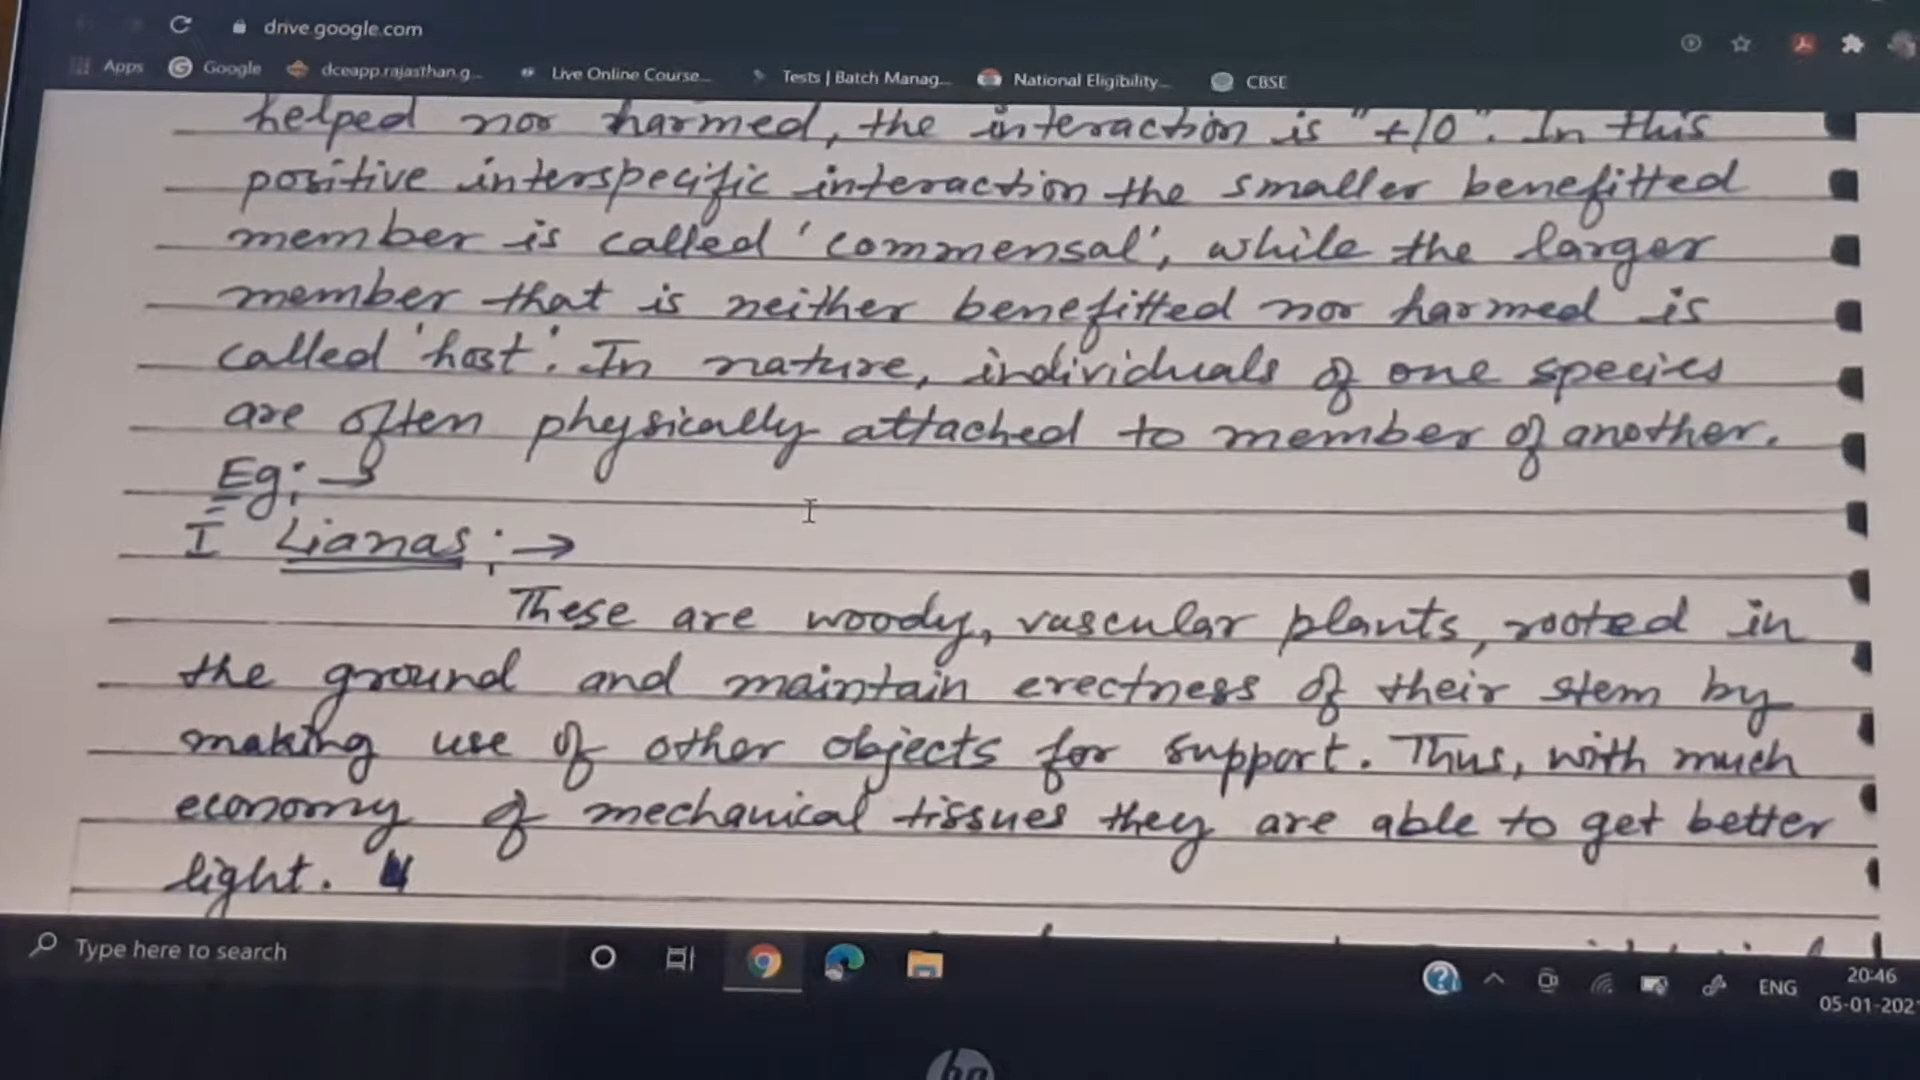 drive.google.com
Apps Google dceapp.rajasthan.g... Live Online Course... Tests | Batch Manag... National Eligibility... CBSE
helped nor harmed, the interaction is "+/0". In this
positive interspecific interaction the smaller benefitted
member is called 'commensal', while the larger
member that is neither benefitted nor harmed is
called 'host'. In nature, individuals of one species
are often physically attached to member of another.
Eg:→
I Lianas:→
These are woody, vascular plants, rooted in
the ground and maintain erectness of their stem by
making use of other objects for support. Thus, with much
economy of mechanical tissues they are able to get better
light.
Type here to search
ENG
20:46
05-01-202
hp